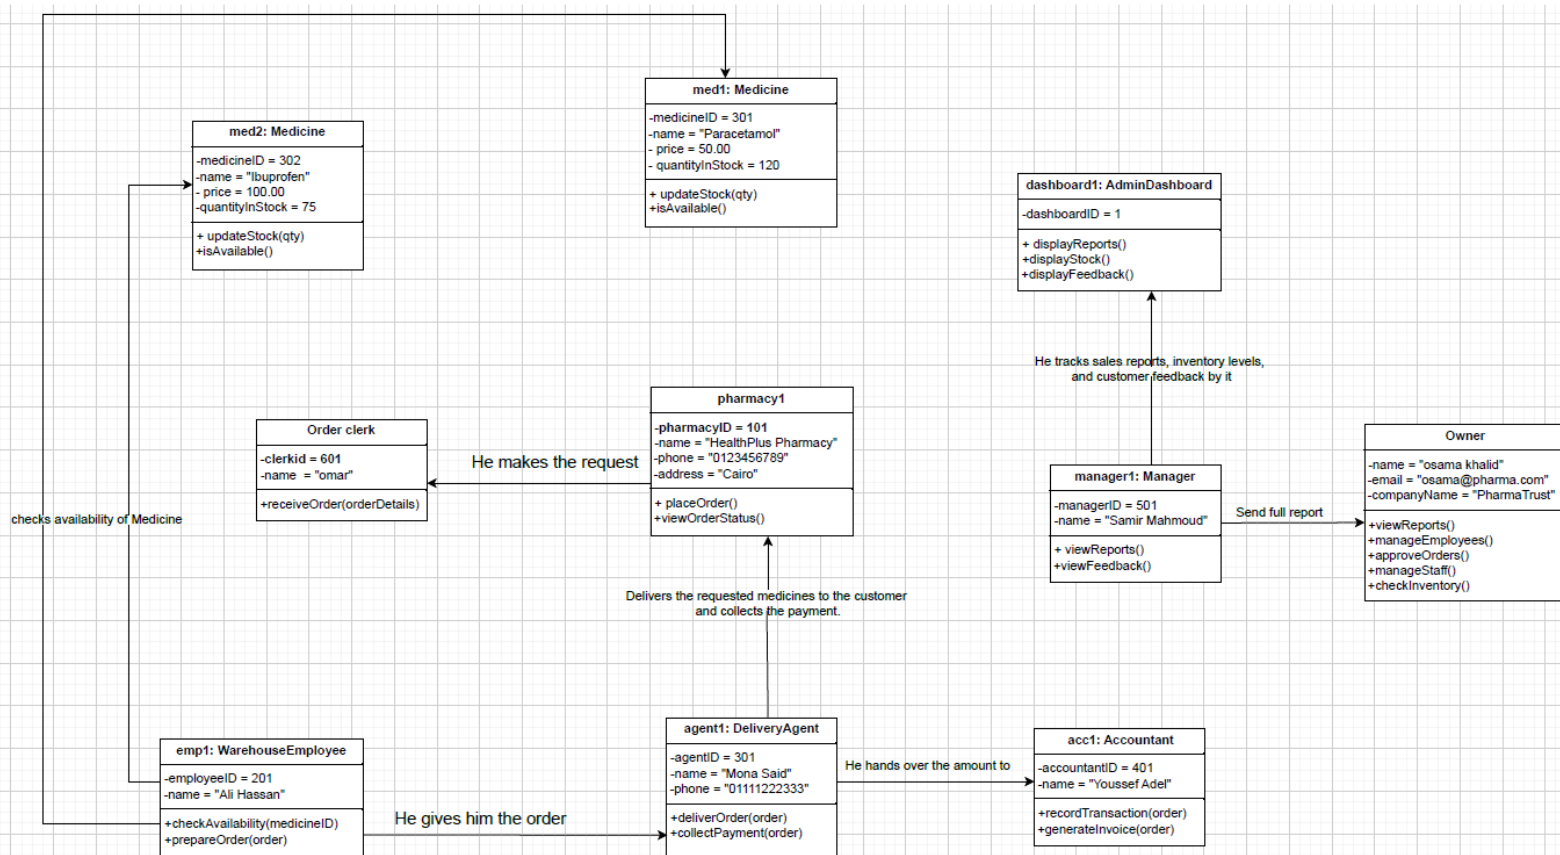 med1: Medicine
-medicineID = 301
-name = "Paracetamol"
- price = 50.00
- quantityInStock = 120
+ updateStock(qty)
+isAvailable()
med2: Medicine
-medicineID = 302
-name = "Ibuprofen"
- price = 100.00
-quantityInStock = 75
+ updateStock(qty)
+isAvailable()
dashboard1: AdminDashboard
-dashboardID = 1
+ displayReports()
+displayStock()
+displayFeedback()
He tracks sales reports, inventory levels,
and customer feedback by it
pharmacy1
-pharmacyID = 101
-name = "HealthPlus Pharmacy"
-phone = "0123456789"
-address = "Cairo"
+ placeOrder()
+viewOrderStatus()
Order clerk
-clerkid = 601
-name = "omar"
+receiveOrder(orderDetails)
He makes the request
Owner
-name = "osama khalid"
-email = "osama@pharma.com"
-companyName = "PharmaTrust"
+viewReports()
+manageEmployees()
+approveOrders()
+manageStaff()
+checkInventory()
manager1: Manager
-managerID = 501
-name = "Samir Mahmoud"
+ viewReports()
+viewFeedback()
Send full report
checks availability of Medicine
Delivers the requested medicines to the customer
and collects the payment.
emp1: WarehouseEmployee
-employeeID = 201
-name = "Ali Hassan"
+checkAvailability(medicineID)
+prepareOrder(order)
He gives him the order
agent1: DeliveryAgent
-agentID = 301
-name = "Mona Said"
-phone = "01111222333"
+deliverOrder(order)
+collectPayment(order)
He hands over the amount to
acc1: Accountant
-accountantID = 401
-name = "Youssef Adel"
+recordTransaction(order)
+generateInvoice(order)